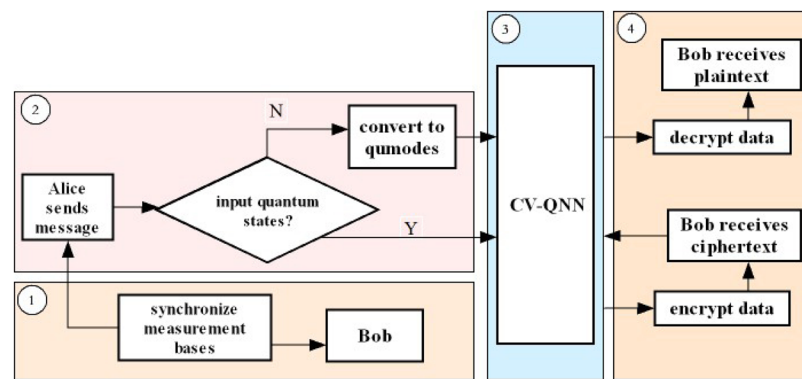 3
4
Bob receives
plaintext
2
N
convert to
qumodes
decrypt data
Alice
sends
message
input quantum
states?
Y
CV-QNN
Bob receives
ciphertext
1
synchronize
measurement
bases
Bob
encrypt data